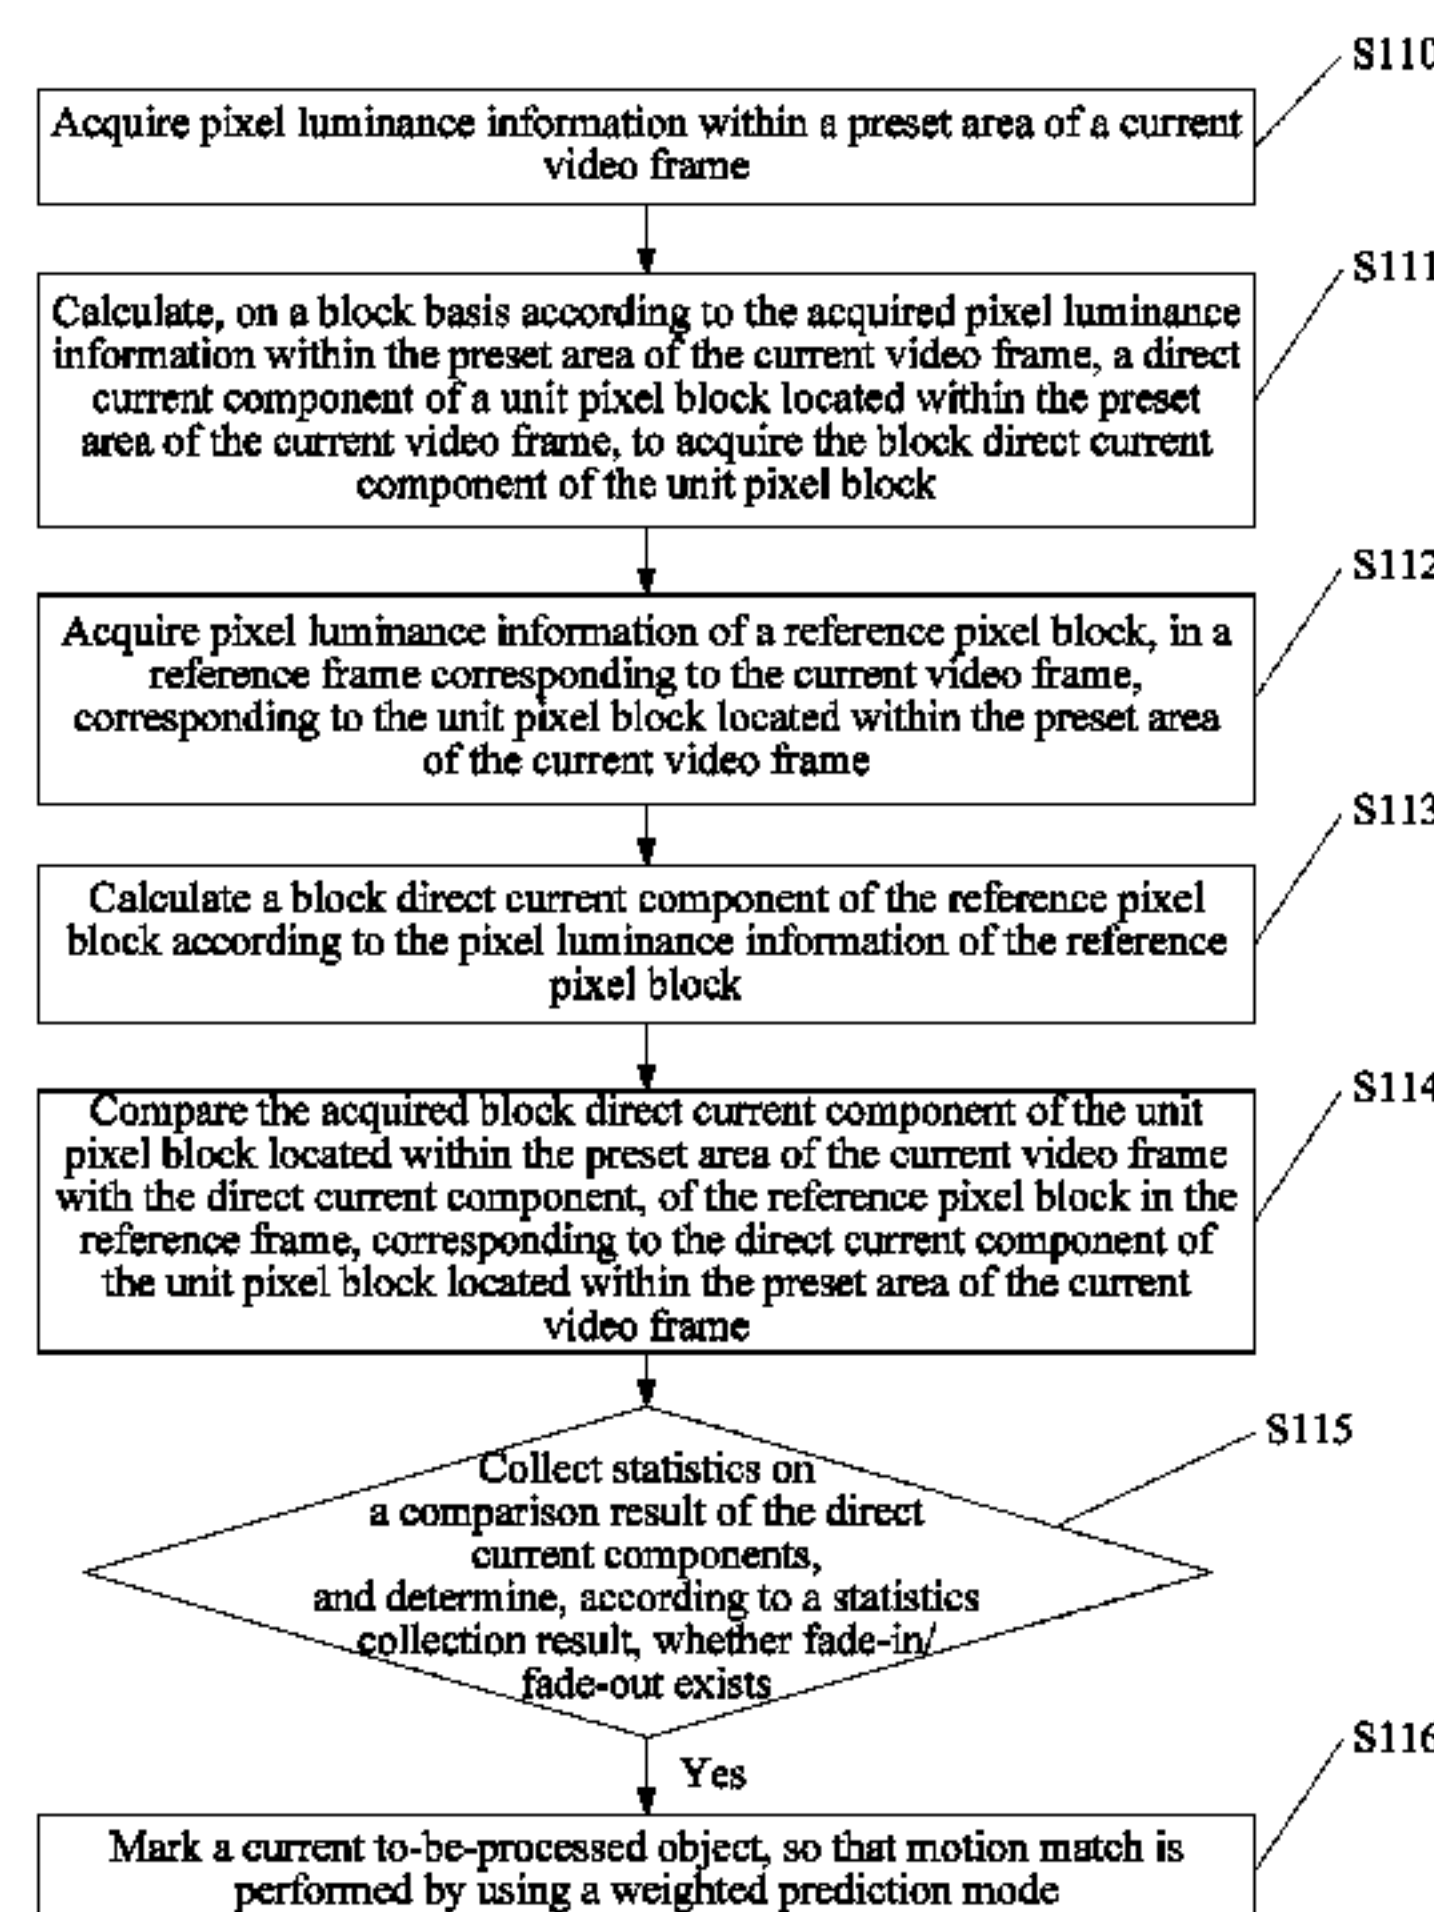 S110
Acquire pixel luminance information within a preset area of a current
video frame
S111
Calculate, on a block basis according to the acquired pixel luminance
information within the preset area of the current video frame, a direct
current component of a unit pixel block located within the preset
area of the current video frame, to acquire the block direct current
component of the unit pixel block
S112
Acquire pixel luminance information of a reference pixel block, in a
reference frame corresponding to the current video frame,
corresponding to the unit pixel block located within the preset area
of the current video frame
S113
Calculate a block direct current component of the reference pixel
block according to the pixel luminance information of the reference
pixel block
S114
Compare the acquired block direct current component of the unit
pixel block located within the preset area of the current video frame
with the direct current component, of the reference pixel block in the
reference frame, corresponding to the direct current component of
the unit pixel block located within the preset area of the current
video frame
S115
Collect statistics on
a comparison result of the direct
current components,
and determine, according to a statistics
collection result, whether fade-in/
fade-out exists
Yes
S116
Mark a current to-be-processed object, so that motion match is
performed by using a weighted prediction mode